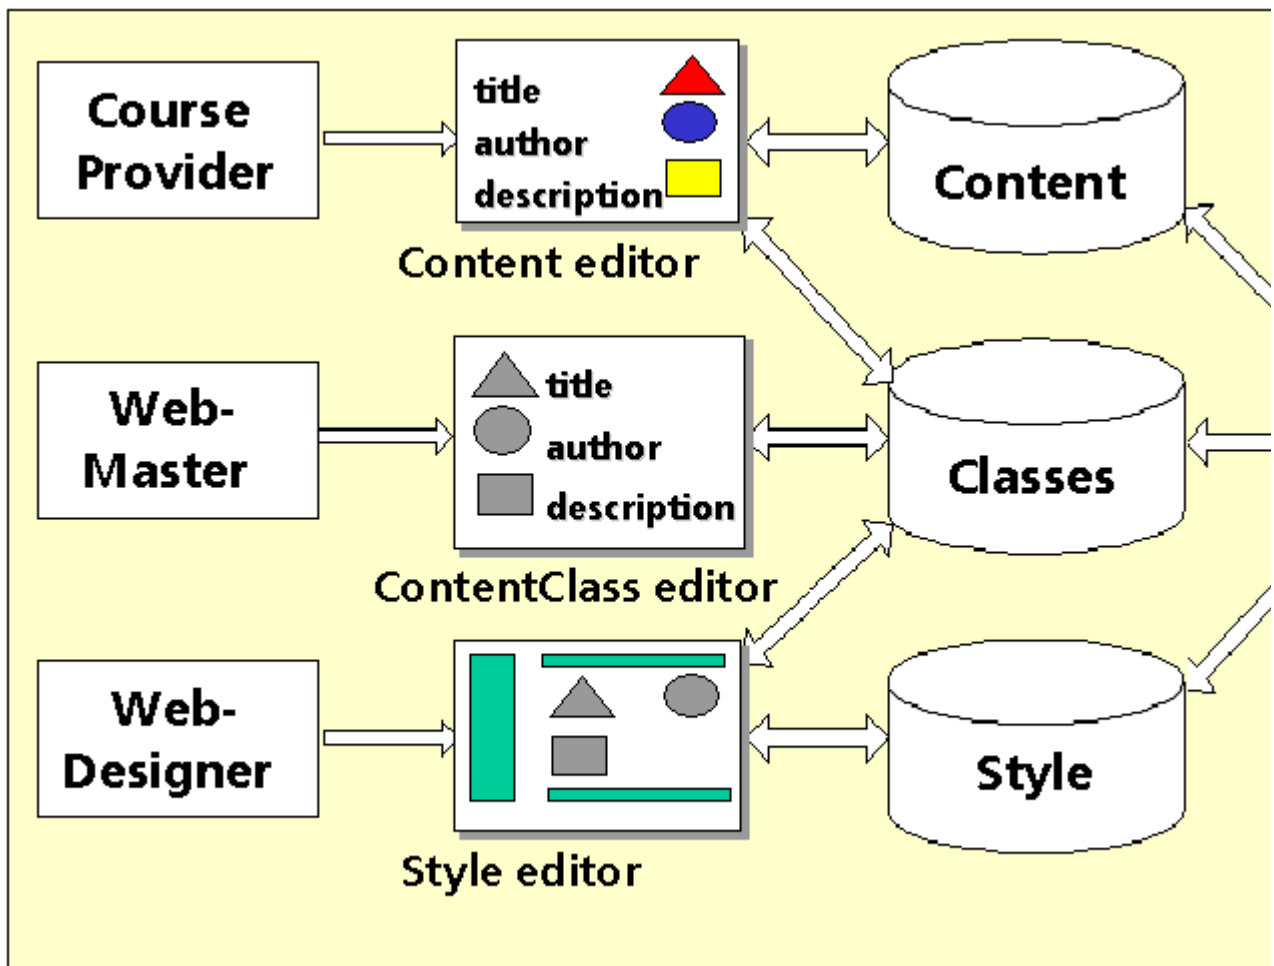 Course
Provider
title
author
description
Content editor
Content
Web-
Master
title
author
description
ContentClass editor
Classes
Web-
Designer
Style editor
Style